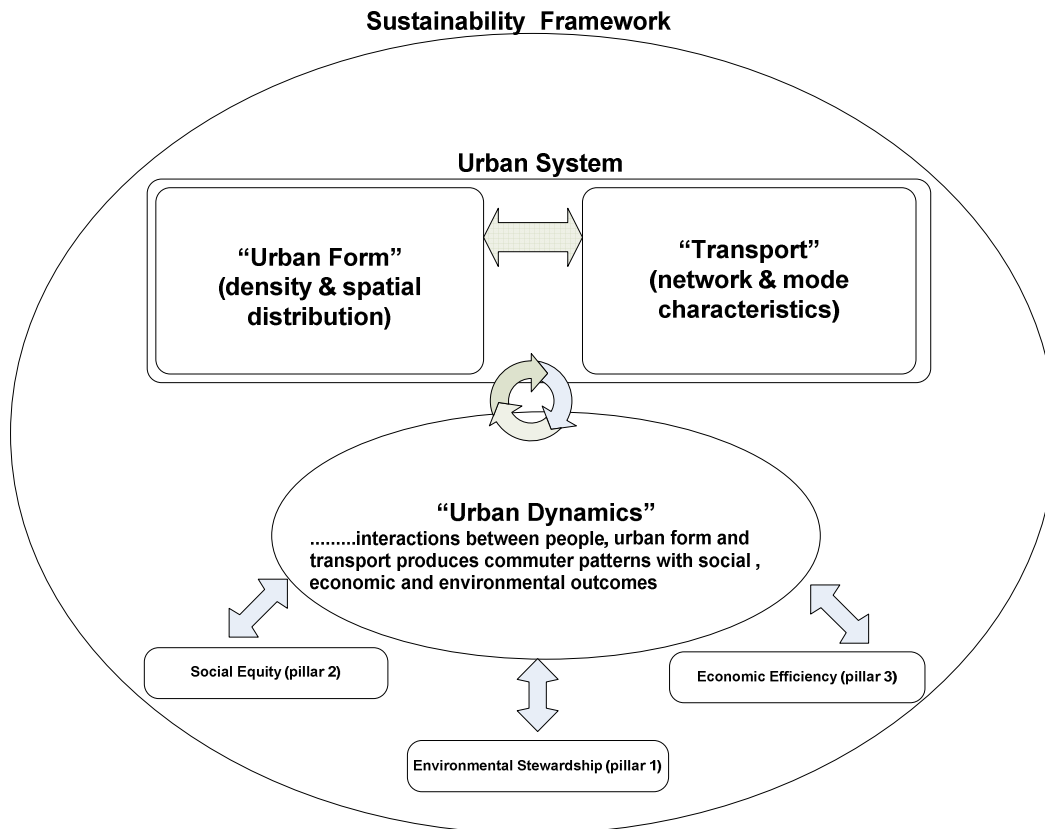 Sustainability Framework
Urban System
“Urban Form”
(density & spatial
distribution)
“Transport”
(network & mode
characteristics)
“Urban Dynamics”
.........interactions between people, urban form and
transport produces commuter patterns with social ,
economic and environmental outcomes
Social Equity (pillar 2)
Economic Efficiency (pillar 3)
Environmental Stewardship (pillar 1)